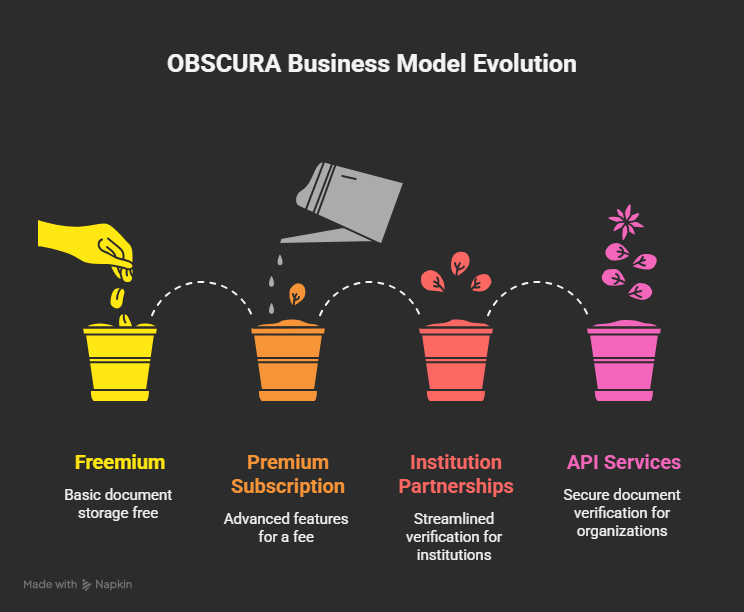 OBSCURA Business Model Evolution
Freemium
Basic document
storage free
Premium
Subscription
Advanced features
for a fee
Institution
Partnerships
Streamlined
verification for
institutions
API Services
Secure document
verification for
organizations
Made with Napkin